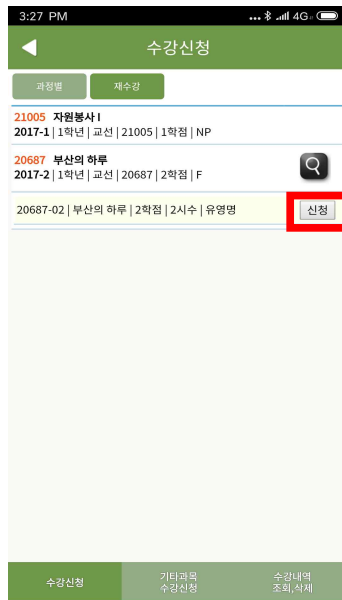 3:27 PM ... 4G
수강신청
과정별 재수강
21005 자원봉사 I
2017-1 | 1학년 | 교선 | 21005 | 1학점 | NP
20687 부산의 하루
2017-2 | 1학년 | 교선 | 20687 | 2학점 | F
20687-02 | 부산의 하루 | 2학점 | 2시수 | 유영명 신청
수강신청
기타과목
수강신청
수강내역
조회,삭제